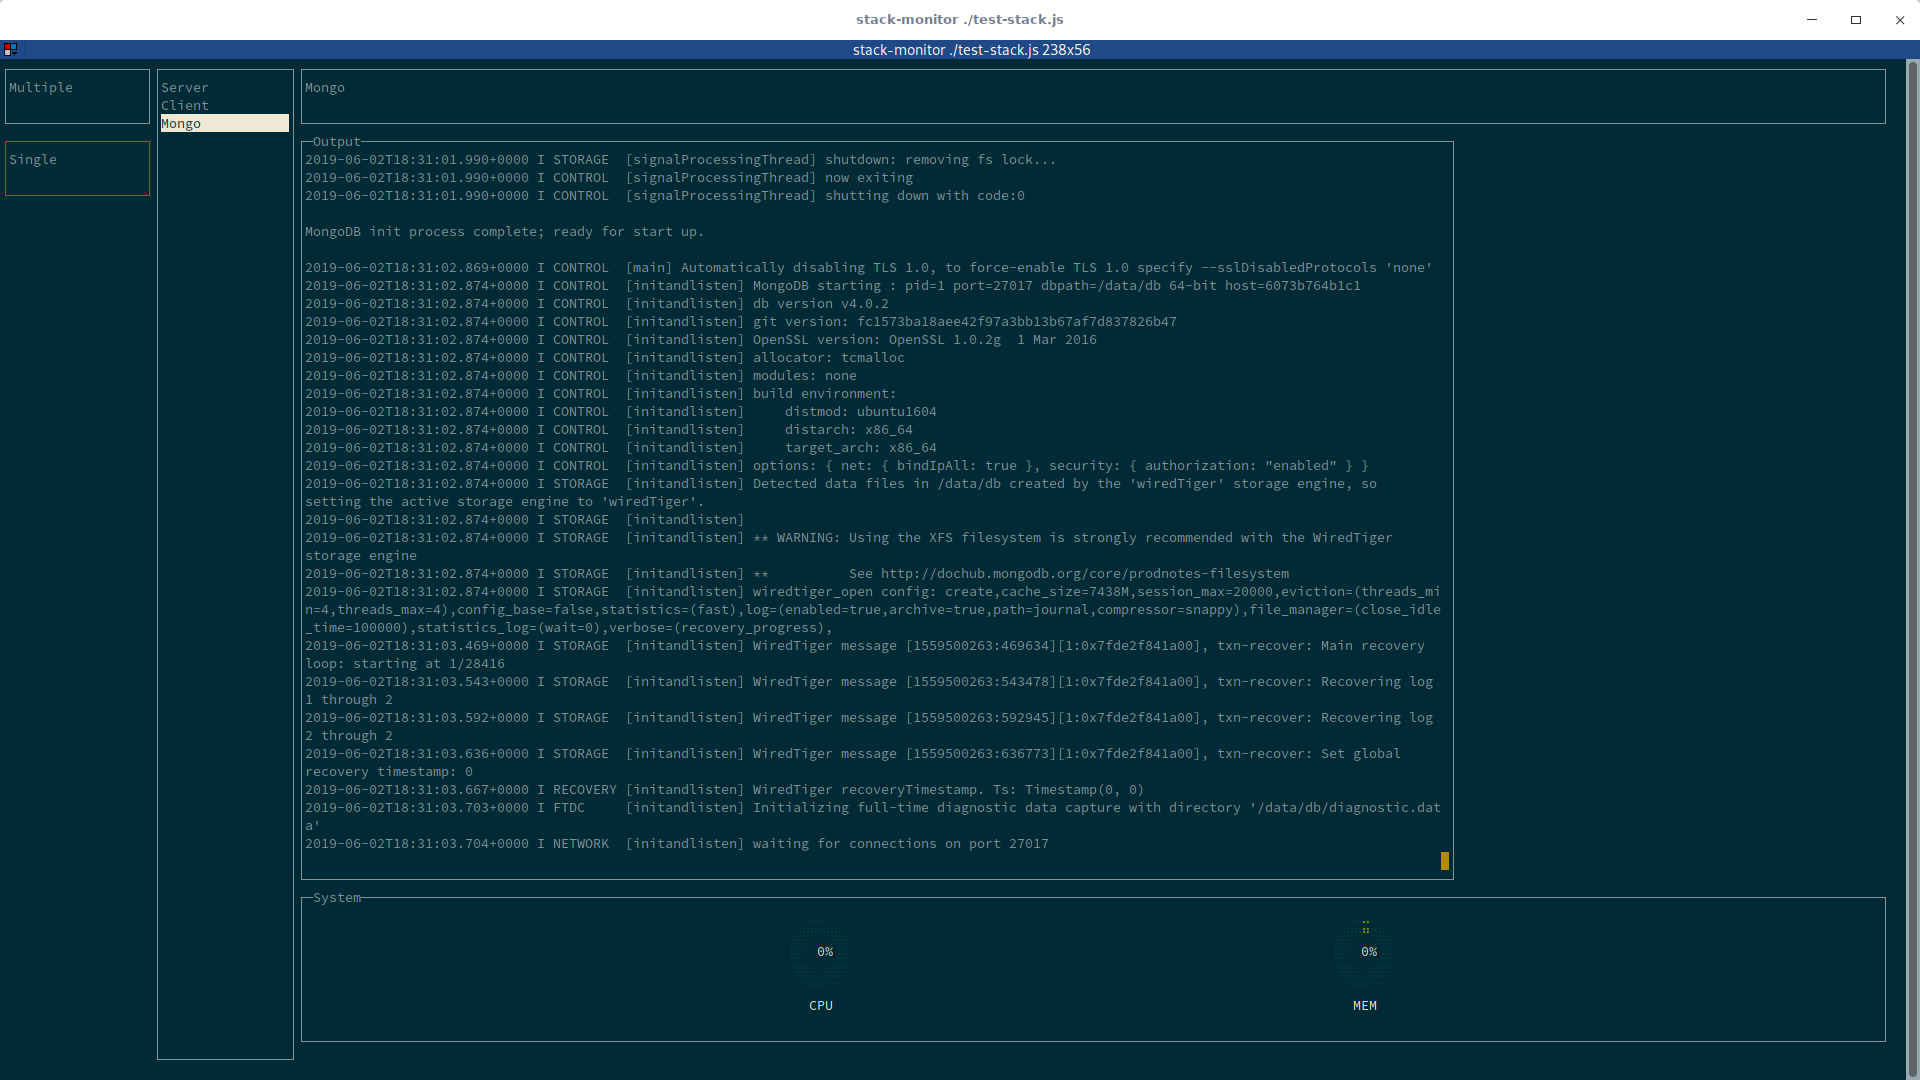 stack-monitor ./test-stack.js
stack-monitor ./test-stack.js 238x56
Multiple
Single
Server
Client
Mongo
Mongo
Output
2019-06-02T18:31:01.990+0000 I STORAGE  [signalProcessingThread] shutdown: removing fs lock...
2019-06-02T18:31:01.990+0000 I CONTROL  [signalProcessingThread] now exiting
2019-06-02T18:31:01.990+0000 I CONTROL  [signalProcessingThread] shutting down with code:0
MongoDB init process complete; ready for start up.
2019-06-02T18:31:02.869+0000 I CONTROL  [main] Automatically disabling TLS 1.0, to force-enable TLS 1.0 specify --sslDisabledProtocols 'none'
2019-06-02T18:31:02.874+0000 I CONTROL  [initandlisten] MongoDB starting : pid=1 port=27017 dbpath=/data/db 64-bit host=6073b764b1c1
2019-06-02T18:31:02.874+0000 I CONTROL  [initandlisten] db version v4.0.2
2019-06-02T18:31:02.874+0000 I CONTROL  [initandlisten] git version: fc1573ba18aee42f97a3bb13b67af7d837826b47
2019-06-02T18:31:02.874+0000 I CONTROL  [initandlisten] OpenSSL version: OpenSSL 1.0.2g  1 Mar 2016
2019-06-02T18:31:02.874+0000 I CONTROL  [initandlisten] allocator: tcmalloc
2019-06-02T18:31:02.874+0000 I CONTROL  [initandlisten] modules: none
2019-06-02T18:31:02.874+0000 I CONTROL  [initandlisten] build environment:
2019-06-02T18:31:02.874+0000 I CONTROL  [initandlisten]     distmod: ubuntu1604
2019-06-02T18:31:02.874+0000 I CONTROL  [initandlisten]     distarch: x86_64
2019-06-02T18:31:02.874+0000 I CONTROL  [initandlisten]     target_arch: x86_64
2019-06-02T18:31:02.874+0000 I CONTROL  [initandlisten] options: { net: { bindIpAll: true }, security: { authorization: "enabled" } }
2019-06-02T18:31:02.874+0000 I STORAGE  [initandlisten] Detected data files in /data/db created by the 'wiredTiger' storage engine, so
setting the active storage engine to 'wiredTiger'.
2019-06-02T18:31:02.874+0000 I STORAGE  [initandlisten]
2019-06-02T18:31:02.874+0000 I STORAGE  [initandlisten] ** WARNING: Using the XFS filesystem is strongly recommended with the WiredTiger
storage engine
2019-06-02T18:31:02.874+0000 I STORAGE  [initandlisten] **          See http://dochub.mongodb.org/core/prodnotes-filesystem
2019-06-02T18:31:02.874+0000 I STORAGE  [initandlisten] wiredtiger_open config: create,cache_size=7438M,session_max=20000,eviction=(threads_mi
n=4,threads_max=4),config_base=false,statistics=(fast),log=(enabled=true,archive=true,path=journal,compressor=snappy),file_manager=(close_idle
_time=100000),statistics_log=(wait=0),verbose=(recovery_progress),
2019-06-02T18:31:03.469+0000 I STORAGE  [initandlisten] WiredTiger message [1559500263:469634][1:0x7fde2f841a00], txn-recover: Main recovery
loop: starting at 1/28416
2019-06-02T18:31:03.543+0000 I STORAGE  [initandlisten] WiredTiger message [1559500263:543478][1:0x7fde2f841a00], txn-recover: Recovering log
1 through 2
2019-06-02T18:31:03.592+0000 I STORAGE  [initandlisten] WiredTiger message [1559500263:592945][1:0x7fde2f841a00], txn-recover: Recovering log
2 through 2
2019-06-02T18:31:03.636+0000 I STORAGE  [initandlisten] WiredTiger message [1559500263:636773][1:0x7fde2f841a00], txn-recover: Set global
recovery timestamp: 0
2019-06-02T18:31:03.667+0000 I RECOVERY [initandlisten] WiredTiger recoveryTimestamp. Ts: Timestamp(0, 0)
2019-06-02T18:31:03.703+0000 I FTDC     [initandlisten] Initializing full-time diagnostic data capture with directory '/data/db/diagnostic.dat
a'
2019-06-02T18:31:03.704+0000 I NETWORK  [initandlisten] waiting for connections on port 27017
System
0%
0%
CPU
MEM